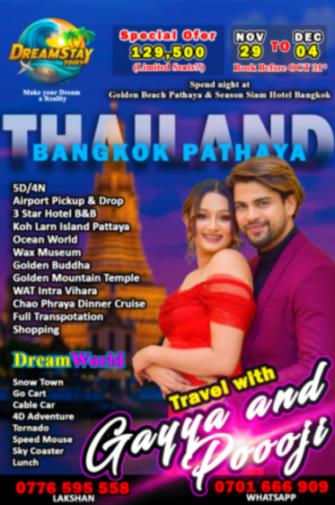 DREAMSTAY
TOURS
Make your Dream
a Reality
Special Ofer
129,500
(Limited Seats!!)
NOV
29
TO
DEC
04
Book Before OCT 31*
Spend night at
Golden Beach Pathaya & Season Siam Hotel Bangkok
THAILAND
BANGKOK PATHAYA
5D/4N
Airport Pickup & Drop
3 Star Hotel B&B
Koh Larn Island Pattaya
Ocean World
Wax Museum
Golden Buddha
Golden Mountain Temple
WAT Intra Vihara
Chao Phraya Dinner Cruise
Full Transpotation
Shopping
DreamWorld
Snow Town
Go Cart
Cable Car
4D Adventure
Tornado
Speed Mouse
Sky Coaster
Lunch
Travel with
Gayya and
Poooji
0776 595 558
LAKSHAN
0701 666 909
WHATSAPP